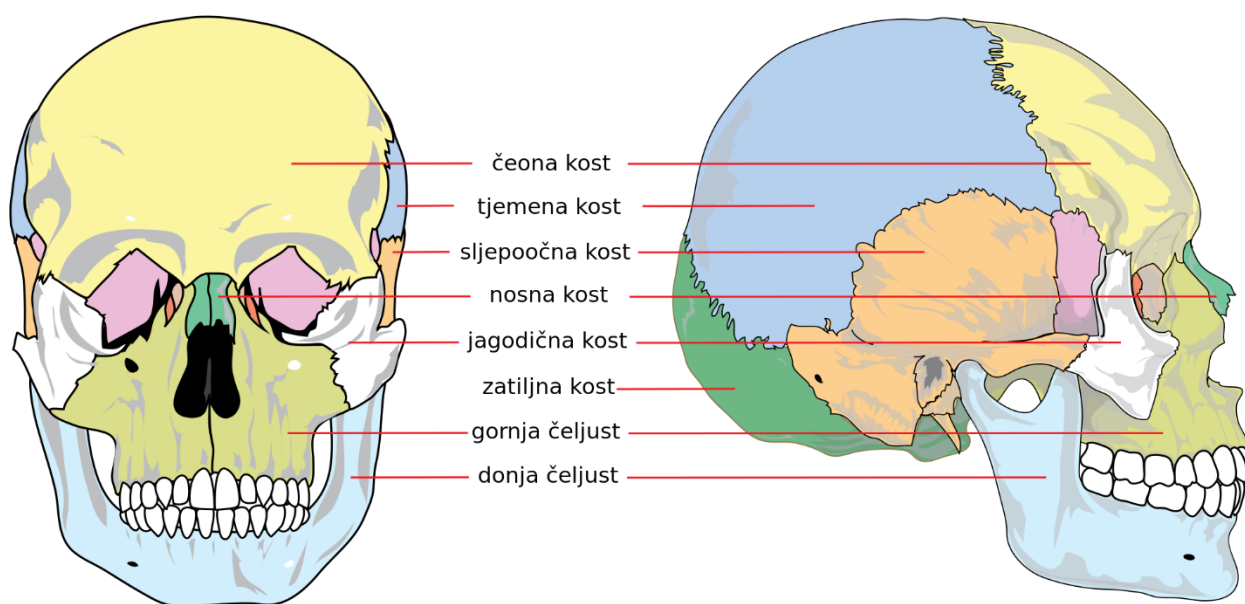 čeona kost
tjemena kost
sljepoočna kost
nosna kost
jagodična kost
zatiljna kost
gornja čeljust
donja čeljust